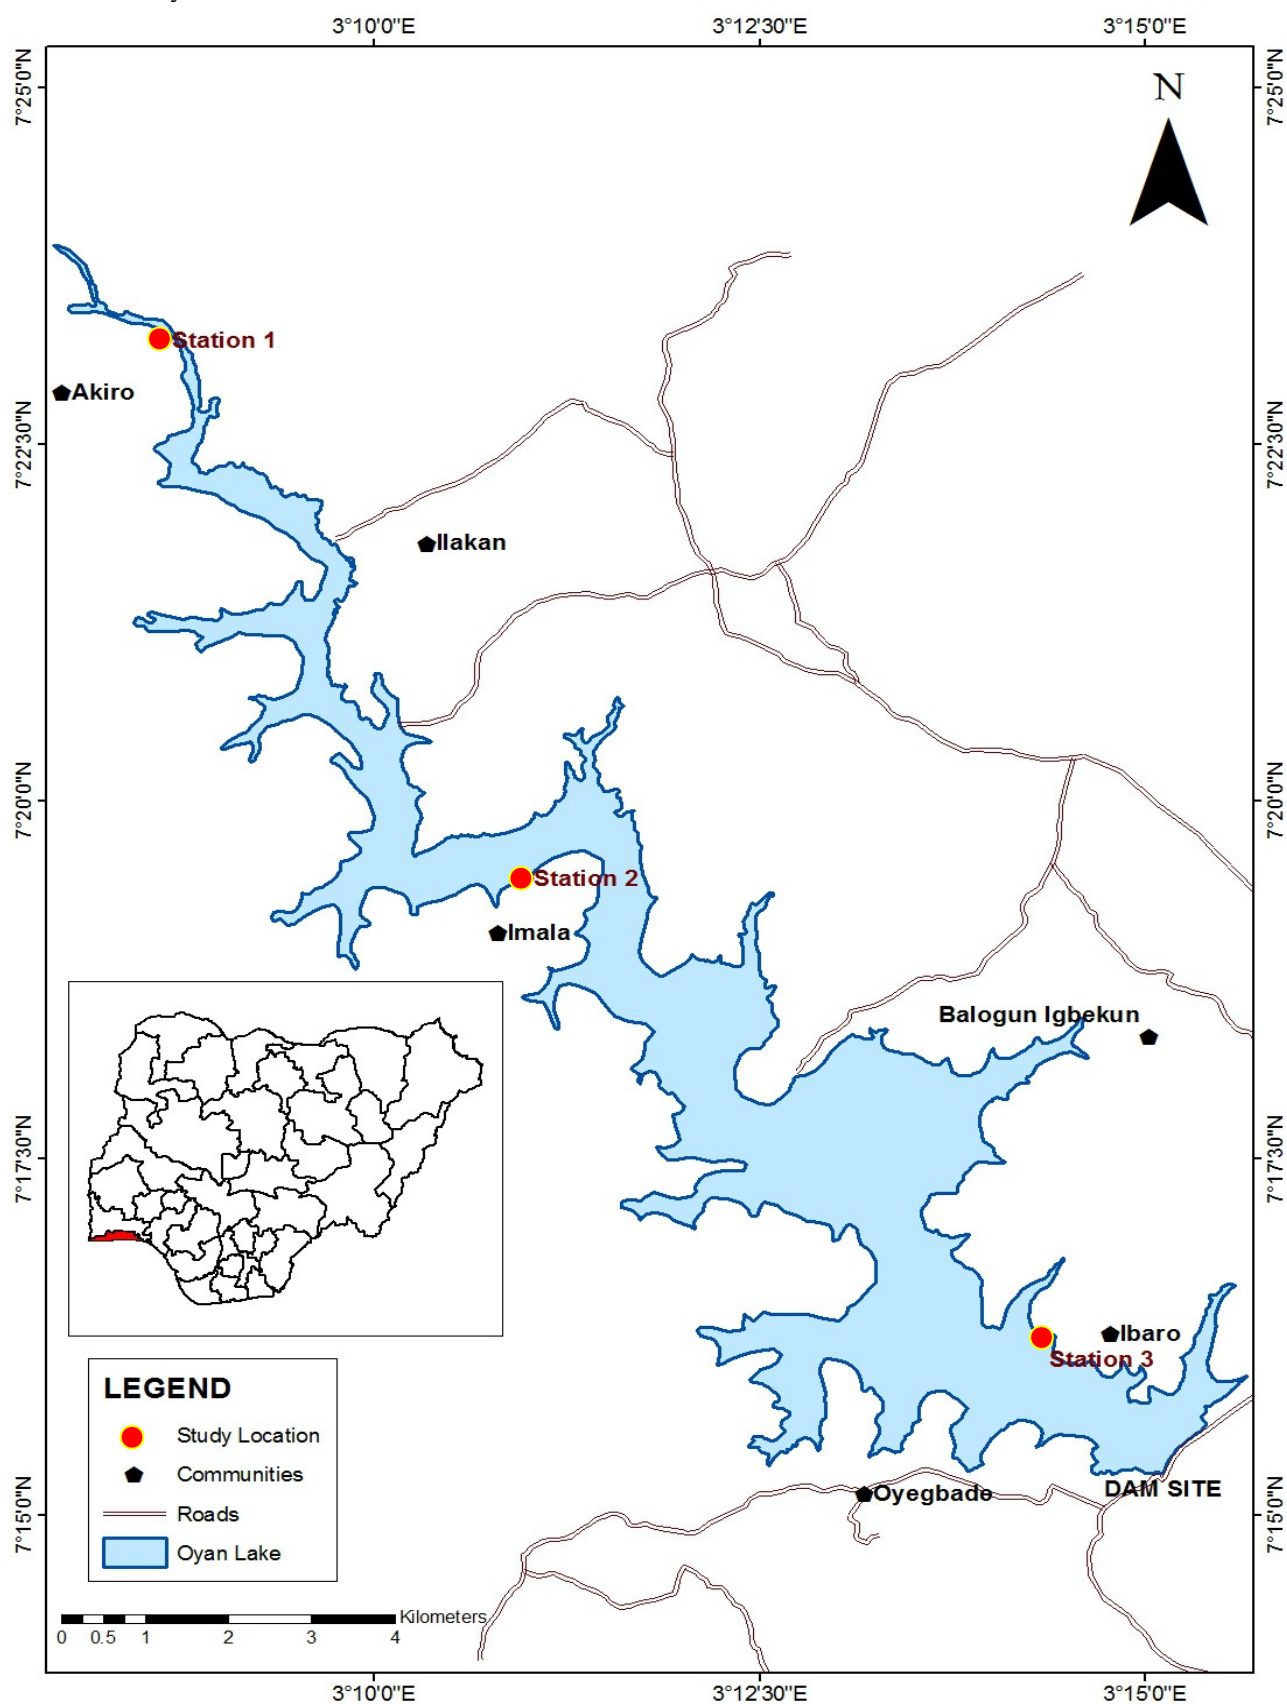 3°10'0"E
3°12'30"E
3°15'0"E
7°25'0"N
7°25'0"N
N
Station 1
Akiro
7°22'30"N
7°22'30"N
Ilakan
7°20'0"N
7°20'0"N
Station 2
Imala
Balogun Igbekun
7°17'30"N
7°17'30"N
Ibaro
Station 3
LEGEND
Study Location
Communities
Roads
Oyan Lake
DAM SITE
Oyegbade
7°15'0"N
7°15'0"N
Kilometers
0 0.5 1 2 3 4
3°10'0"E
3°12'30"E
3°15'0"E